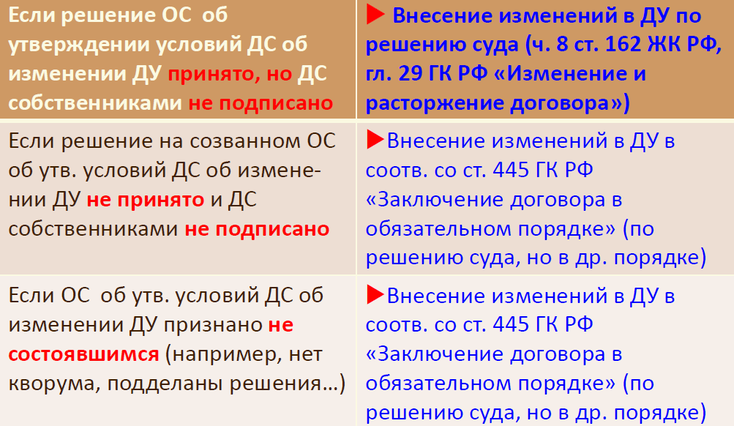 Если решение ОС об
утверждении условий ДС об
изменении ДУ принято, но ДС
собственниками не подписано
▶ Внесение изменений в ДУ по
решению суда (ч. 8 ст. 162 ЖК РФ,
гл. 29 ГК РФ «Изменение и
расторжение договора»)
Если решение на созванном ОС
об утв. условий ДС об измене-
нии ДУ не принято и ДС
собственниками не подписано
▶Внесение изменений в ДУ в
соотв. со ст. 445 ГК РФ
«Заключение договора в
обязательном порядке» (по
решению суда, но в др. порядке)
Если ОС об утв. условий ДС об
изменении ДУ признано не
состоявшимся (например, нет
кворума, подделаны решения…)
▶Внесение изменений в ДУ в
соотв. со ст. 445 ГК РФ
«Заключение договора в
обязательном порядке» (по
решению суда, но в др. порядке)